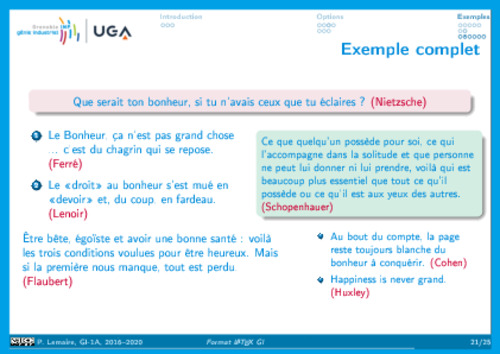 Grenoble INP
génie industriel
UGA
Introduction
Options
Exemples
Exemple complet
Que serait ton bonheur, si tu n'avais ceux que tu éclaires ? (Nietzsche)
1 Le Bonheur, ça n'est pas grand chose
... c'est du chagrin qui se repose.
(Ferré)
2 Le «droit» au bonheur s'est mué en
«devoir» et, du coup, en fardeau.
(Lenoir)
Être bête, égoïste et avoir une bonne santé : voilà
les trois conditions voulues pour être heureux. Mais
si la première nous manque, tout est perdu.
(Flaubert)
Ce que quelqu'un possède pour soi, ce qui
l'accompagne dans la solitude et que personne
ne peut lui donner ni lui prendre, voilà qui est
beaucoup plus essentiel que tout ce qu'il
possède ou ce qu'il est aux yeux des autres.
(Schopenhauer)
Au bout du compte, la page
reste toujours blanche du
bonheur à conquérir. (Cohen)
Happiness is never grand.
(Huxley)
P. Lemaire, GI-1A, 2016–2020
Format LATEX GI
21/25